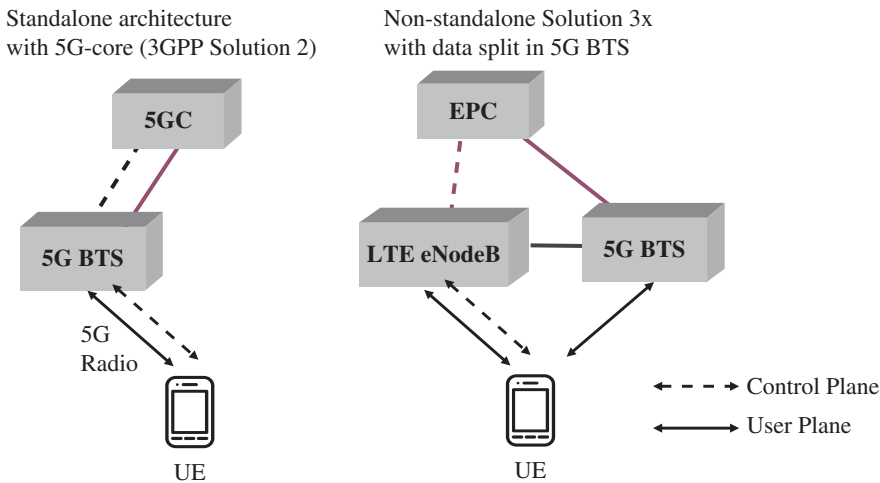 Standalone architecture
with 5G-core (3GPP Solution 2)
Non-standalone Solution 3x
with data split in 5G BTS
5GC
EPC
5G BTS
LTE eNodeB
5G BTS
5G
Radio
Control Plane
User Plane
UE
UE